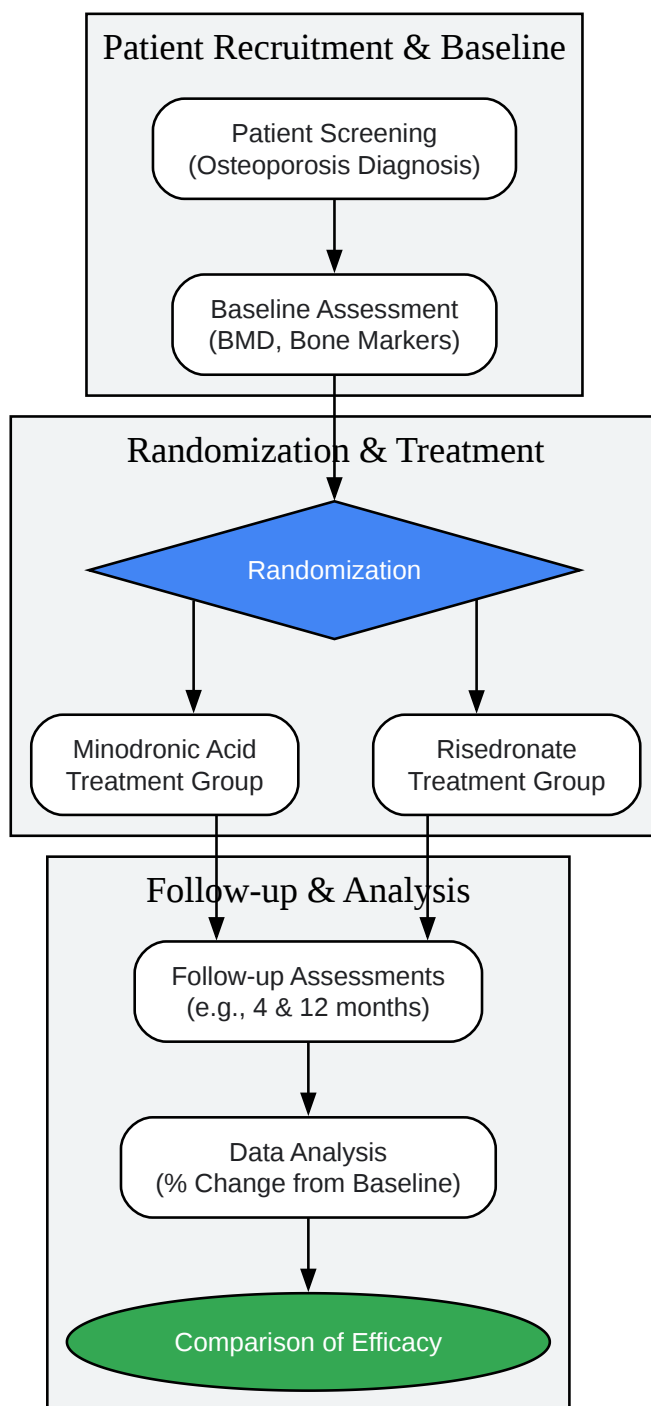 Patient Recruitment & Baseline
Patient Screening
(Osteoporosis Diagnosis)
Baseline Assessment
(BMD, Bone Markers)
Randomization & Treatment
Randomization
Minodronic Acid
Treatment Group
Risedronate
Treatment Group
Follow-up & Analysis
Follow-up Assessments
(e.g., 4 & 12 months)
Data Analysis
(% Change from Baseline)
Comparison of Efficacy